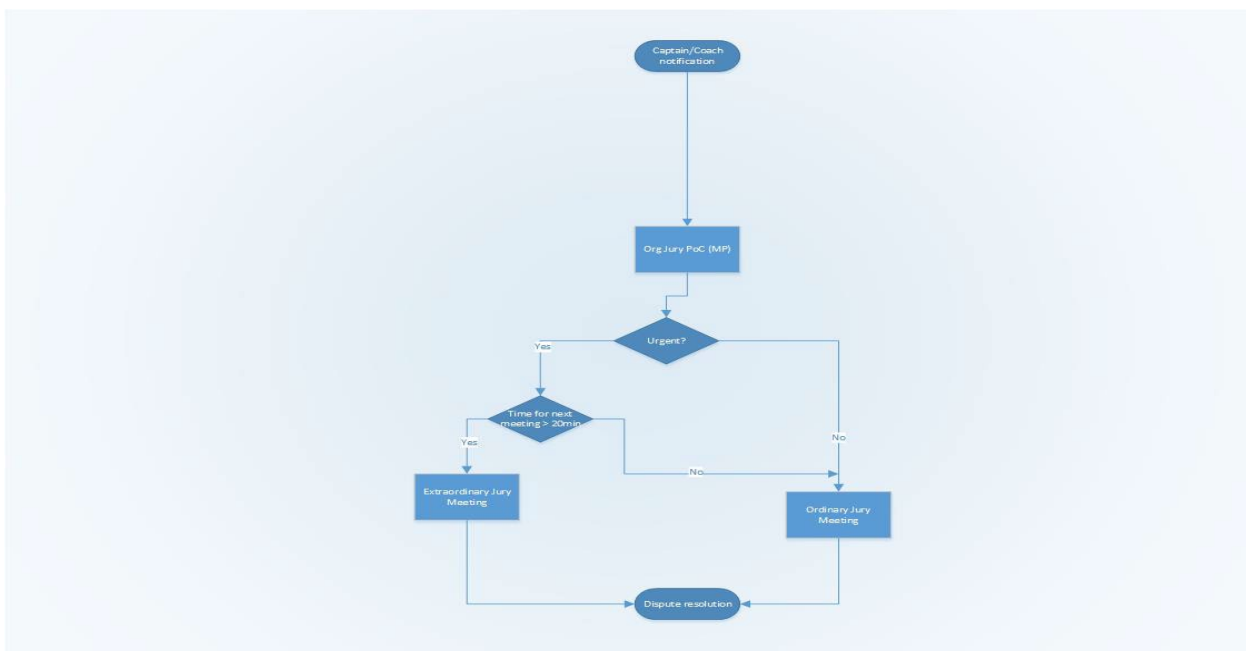 Captain/Coach
notification
Org.Jury PoC (MP)
Urgent?
Yes
Time for next
meeting > 20min
Yes
No
No
Extraordinary Jury
Meeting
Ordinary Jury
Meeting
Dispute resolution